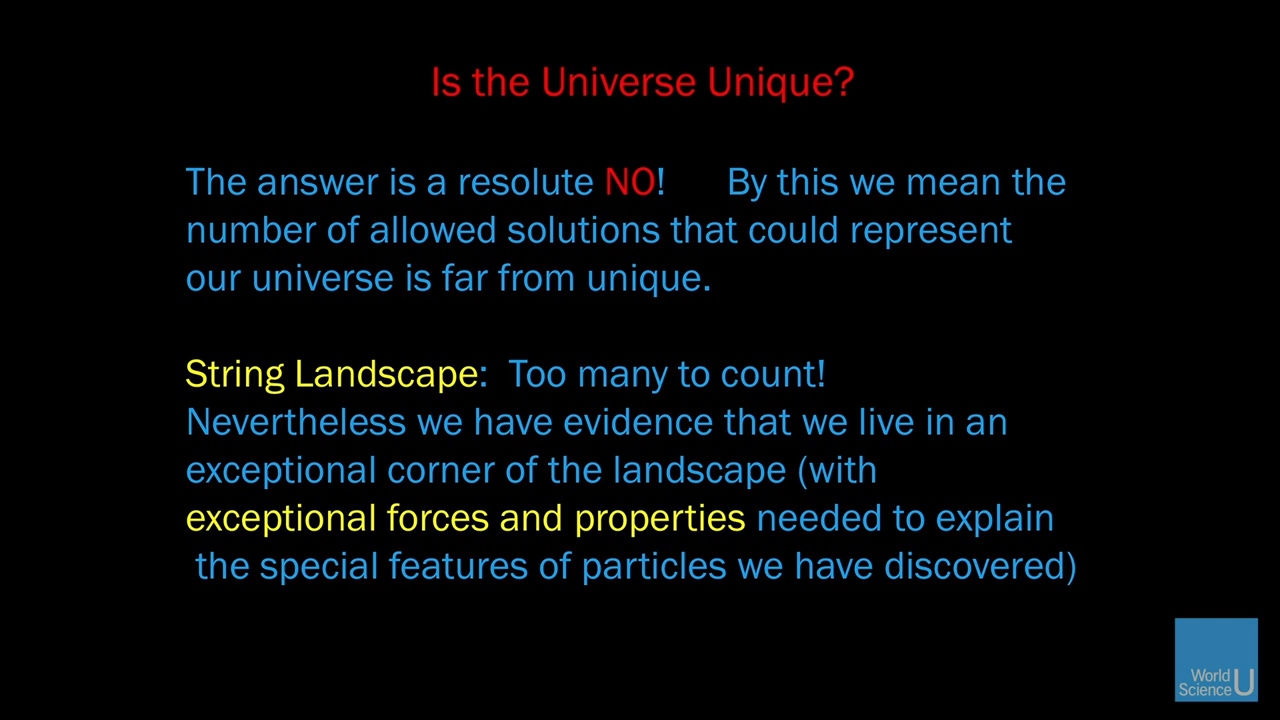 Is the Universe Unique?
The answer is a resolute NO! By this we mean the
number of allowed solutions that could represent
our universe is far from unique.
String Landscape: Too many to count!
Nevertheless we have evidence that we live in an
exceptional corner of the landscape (with
exceptional forces and properties needed to explain
the special features of particles we have discovered)
World
Science U